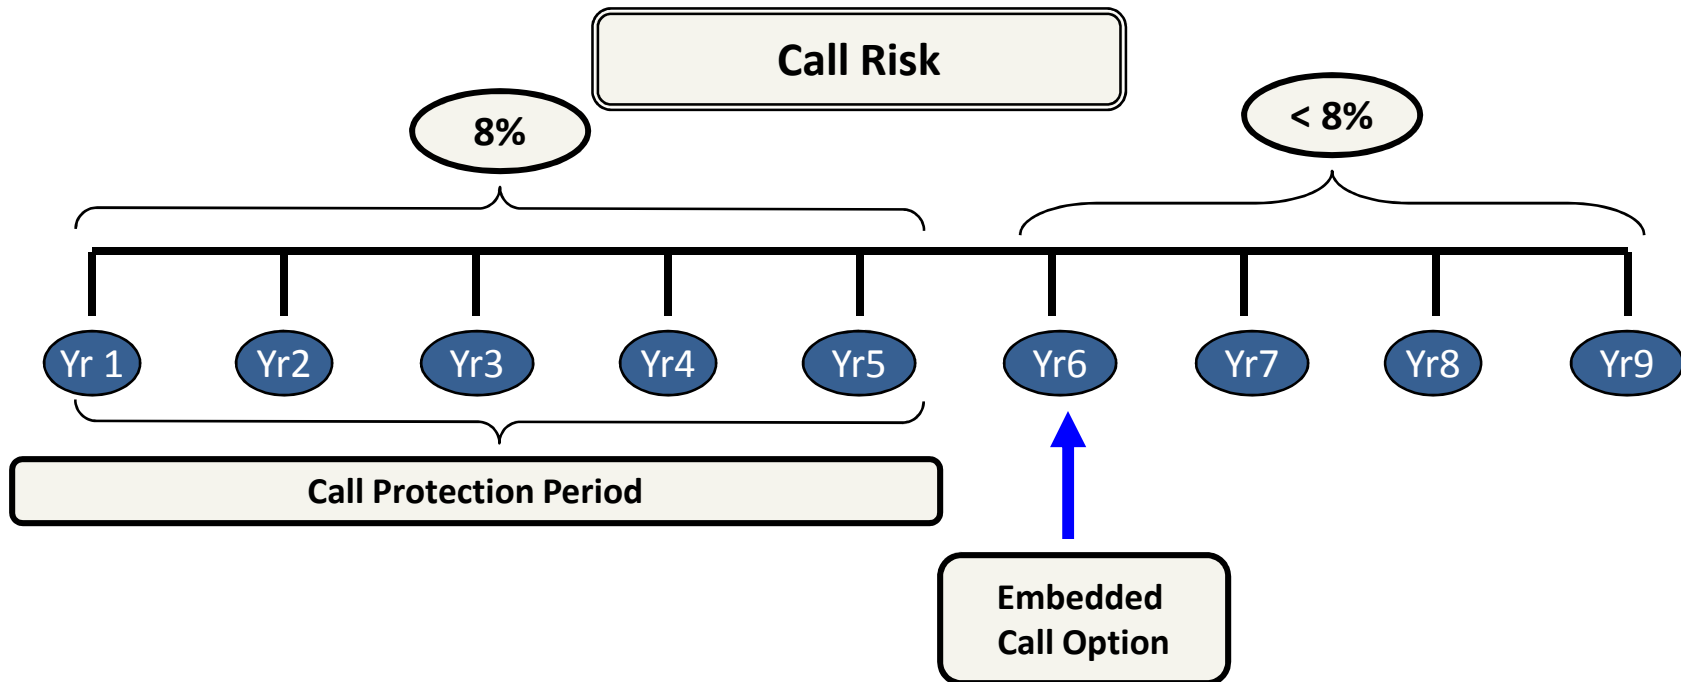 Call Risk
8%
< 8%
Yr 1
Yr2
Yr3
Yr4
Yr5
Yr6
Yr7
Yr8
Yr9
Call Protection Period
Embedded
Call Option